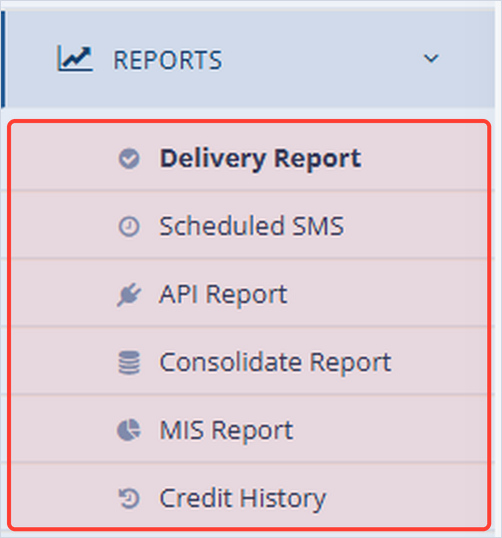 REPORTS
Delivery Report
Scheduled SMS
API Report
Consolidate Report
MIS Report
Credit History